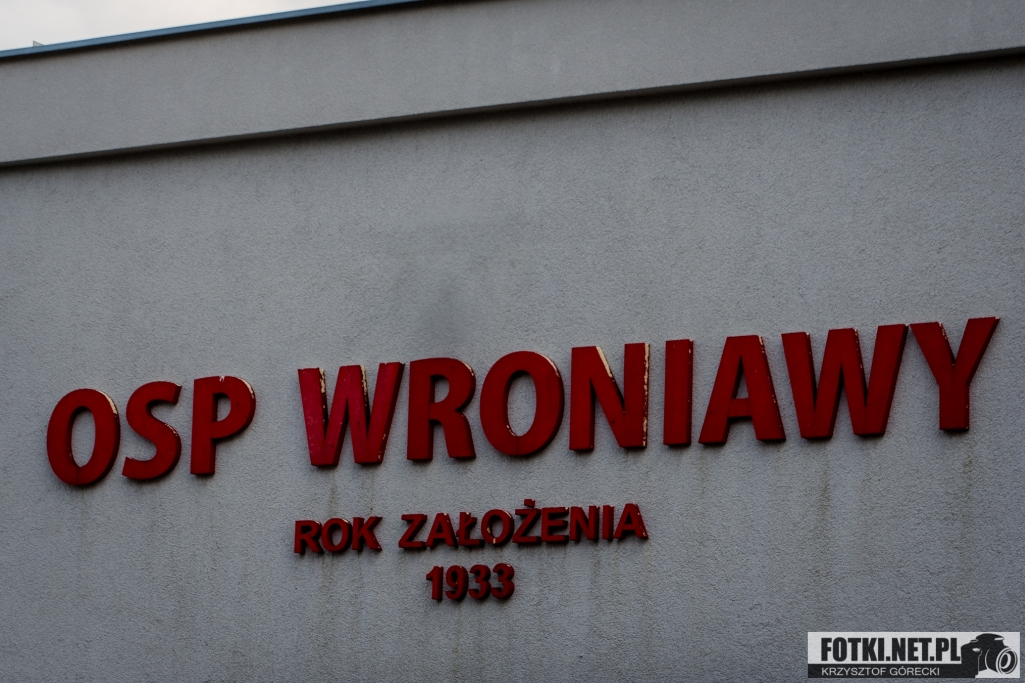 OSP WRONIAWY
ROK ZAŁOŻENIA
1933
FOTKI.NET.PL
KRZYSZTOF GÓRECKI